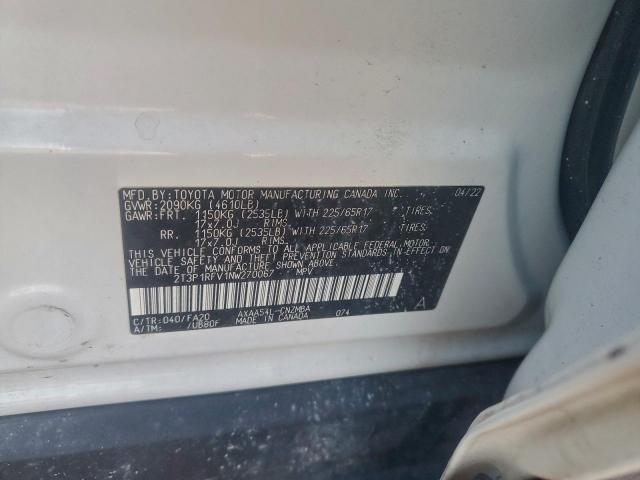 MFD.BY:TOYOTA MOTOR MANUFACTURING CANADA INC. 04/22
GVWR:2090KG (4610LB)
GAWR:FRT. 1150KG (2535LB) WITH 225/65R17 TIRES,
17x7.0J RIMS,
RR. 1150KG (2535LB) WITH 225/65R17 TIRES,
17x7.0J RIMS,
THIS VEHICLE CONFORMS TO ALL APPLICABLE FEDERAL MOTOR
VEHICLE SAFETY AND BUMPER, AND THEFT PREVENTION STANDARDS
IN EFFECT ON THE DATE OF MANUFACTURE SHOWN ABOVE.
2T3P1RFV1NW270067 MPV
C/TR:040/FA20 AXAA54L-CNZMBA 074 A
A/TM: /UB80F MADE IN CANADA